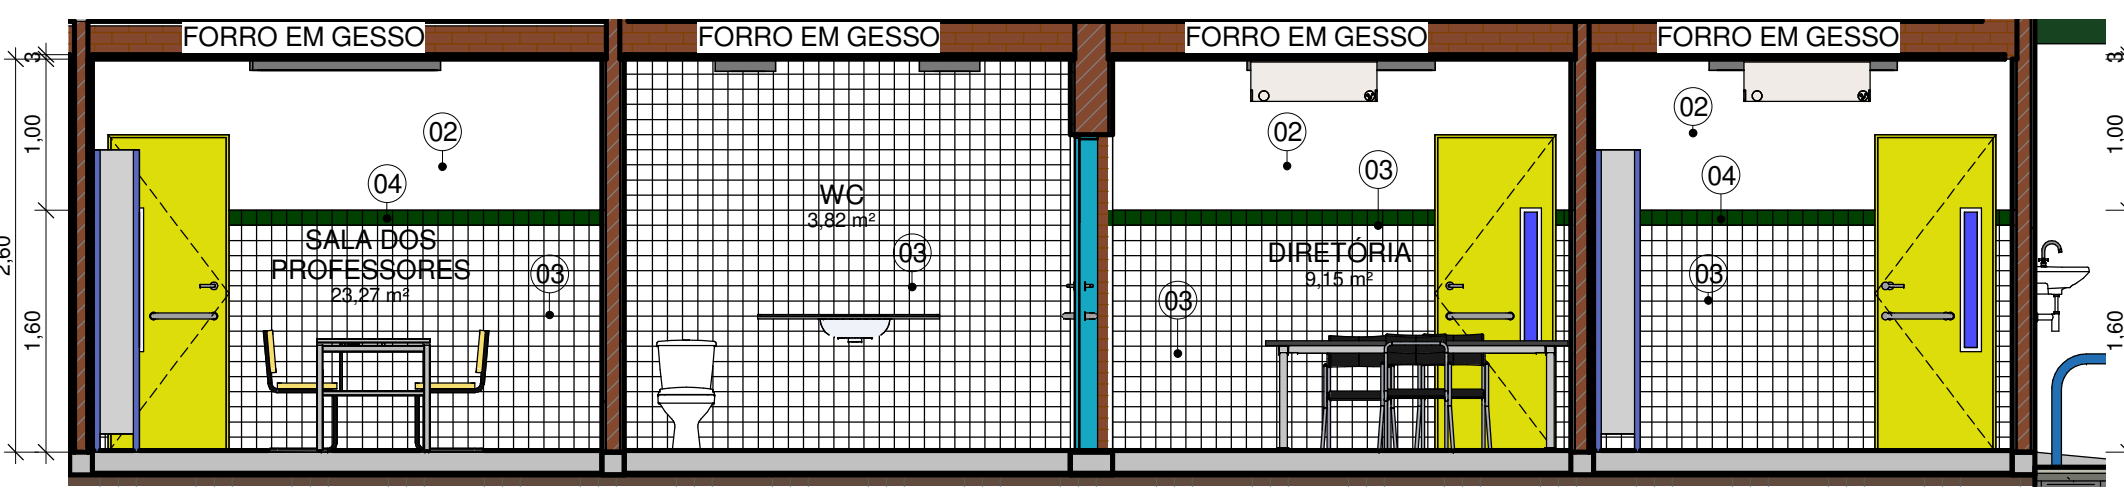 FORRO EM GESSO
FORRO EM GESSO
FORRO EM GESSO
FORRO EM GESSO
3
1,00
2,60
1,60
02
04
SALA DOS
PROFESSORES
23,27 m²
03
WC
3,82 m²
03
02
03
DIRETÓRIA
9,15 m²
03
02
04
03
3
1,00
1,60